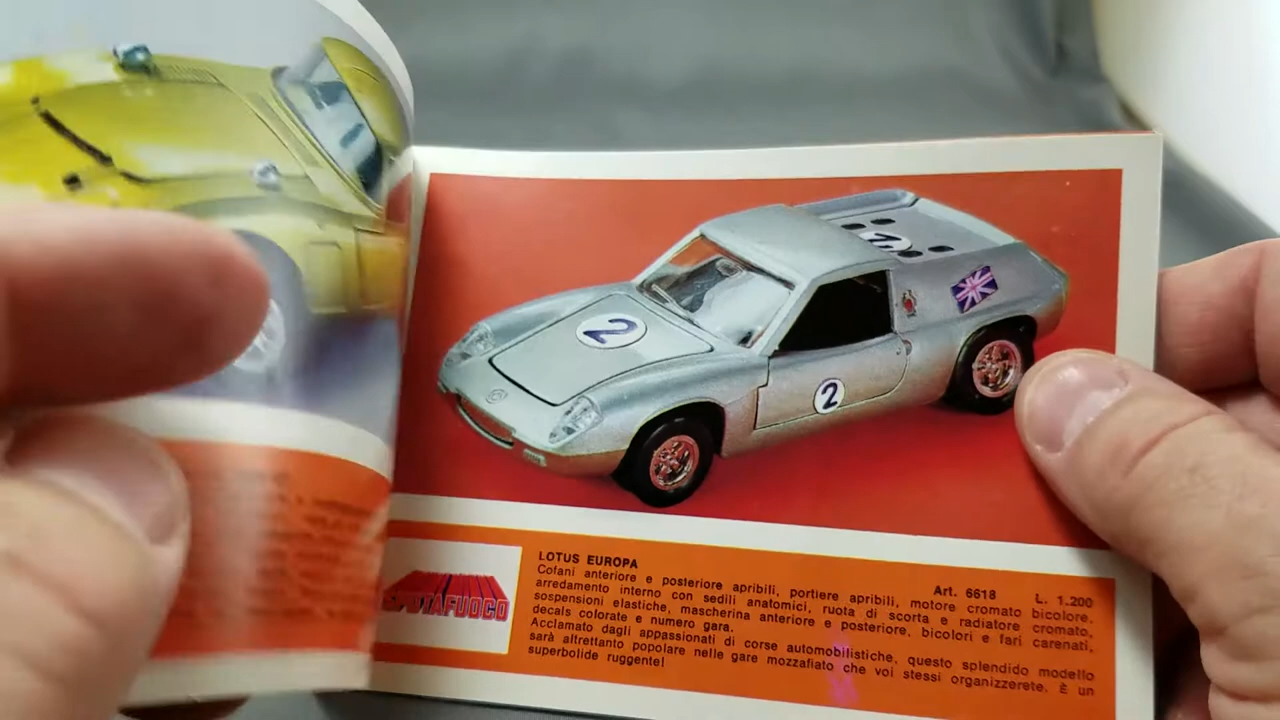 2
2
LOTUS EUROPA
Art. 6618 L. 1.200
Cofani anteriore e posteriore apribili, portiere apribili, motore cromato bicolore,
arredamento interno con sedili anatomici, ruota di scorta e radiatore cromato,
sospensioni elastiche, mascherina anteriore e posteriore, bicolori e fari carenati,
decals colorate e numero gara.
Acclamato dagli appassionati di corse automobilistiche, questo splendido modello
sarà altrettanto popolare nelle gare mozzafiato che voi stessi organizzerete. È un
superbolide ruggente!
SPUTAFUOCO